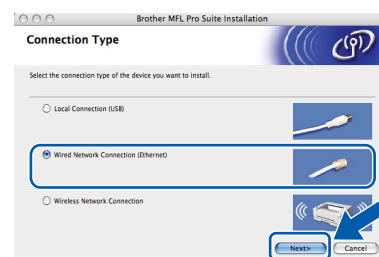 Brother MFL Pro Suite Installation
Connection Type
Select the connection type of the device you want to install.
Local Connection (USB)
Wired Network Connection (Ethernet)
Wireless Network Connection
Next> Cancel